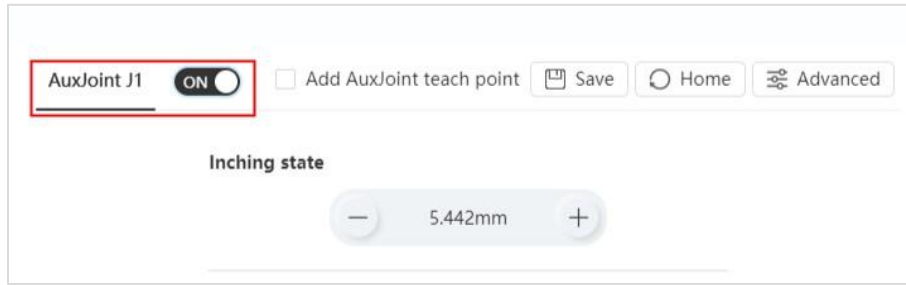 AuxJoint J1 ON Add AuxJoint teach point Save Home Advanced
Inching state
5.442mm